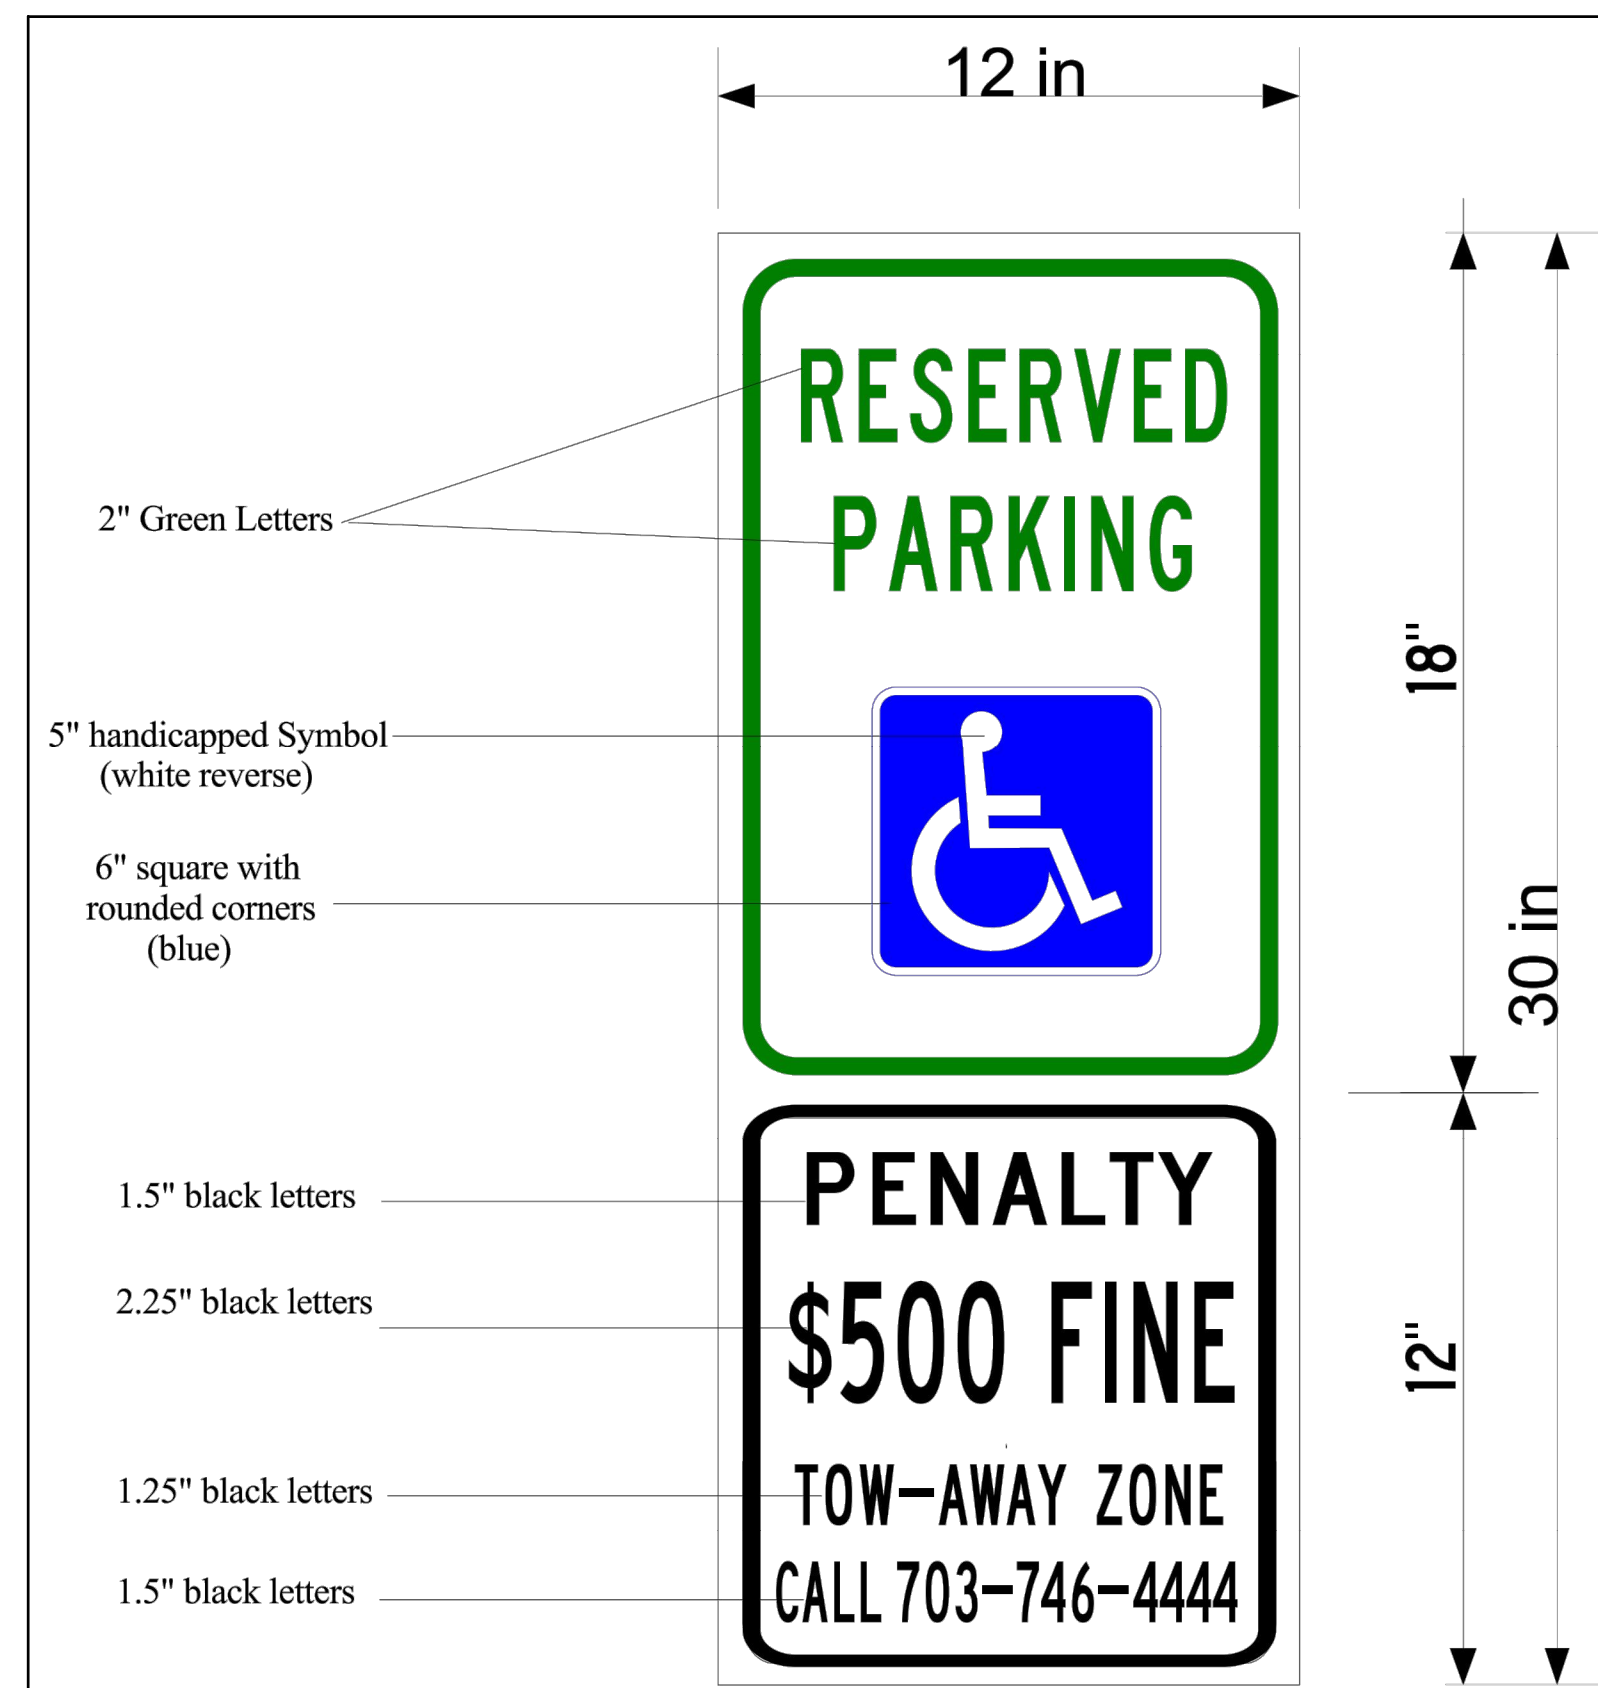 12 in
RESERVED
PARKING
2" Green Letters
18"
5" handicapped Symbol
(white reverse)
6" square with
rounded corners
(blue)
30 in
PENALTY
1.5" black letters
$500 FINE
2.25" black letters
12"
TOW-AWAY ZONE
1.25" black letters
CALL 703-746-4444
1.5" black letters